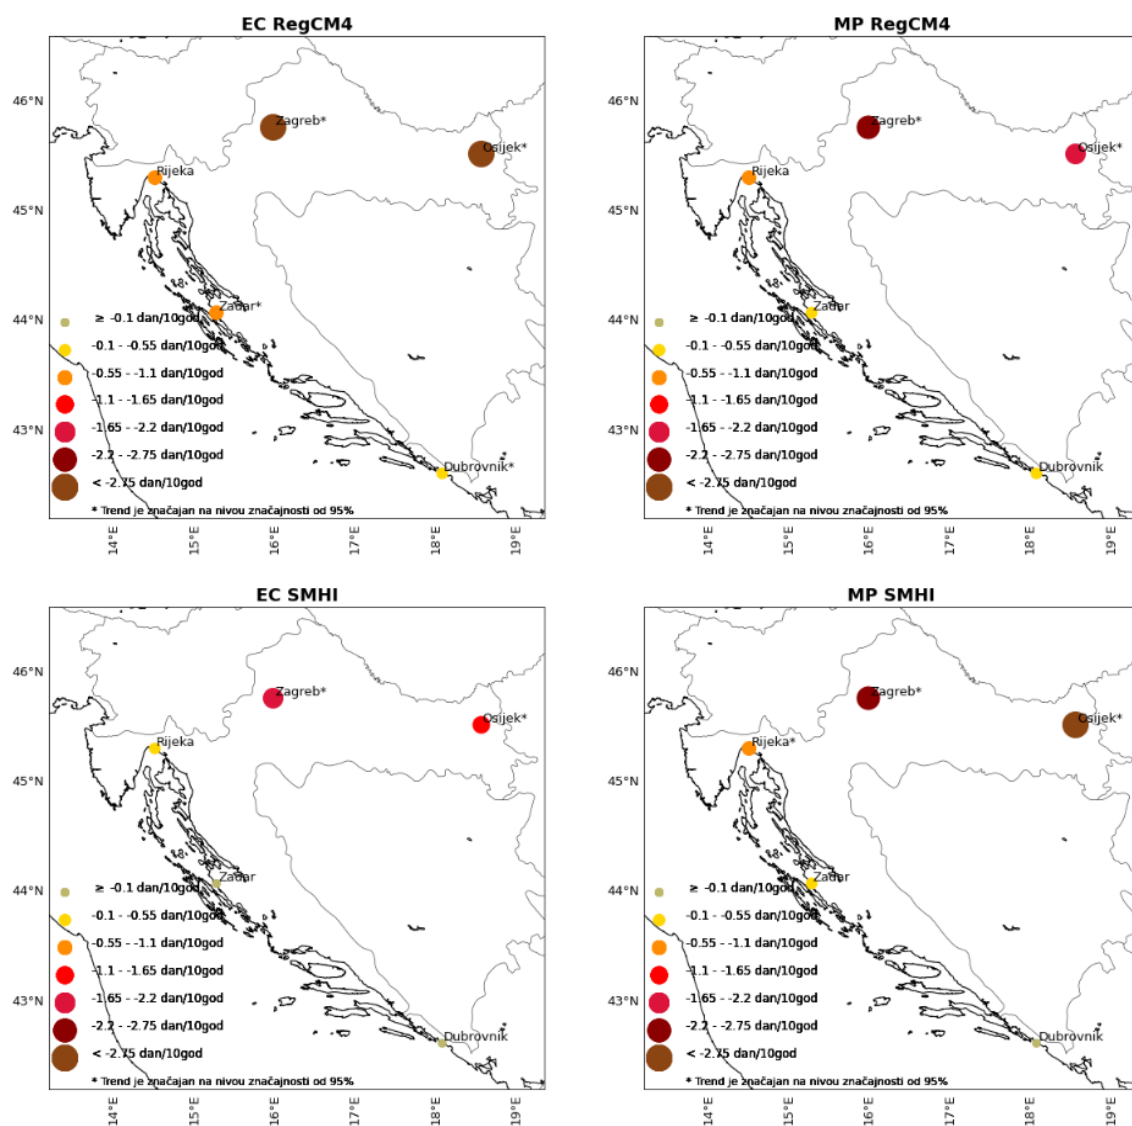 EC RegCM4
MP RegCM4
46°N
45°N
44°N
43°N
Zagreb*
Osijek*
Rijeka
Zadar*
Dubrovnik*
≥ -0.1 dan/10god
-0.1 - -0.55 dan/10god
-0.55 - -1.1 dan/10god
-1.1 - -1.65 dan/10god
-1.65 - -2.2 dan/10god
-2.2 - -2.75 dan/10god
< -2.75 dan/10god
* Trend je značajan na nivou značajnosti od 95%
14°E
15°E
16°E
17°E
18°E
19°E
46°N
45°N
44°N
43°N
Zagreb*
Osijek*
Rijeka
Zadar
Dubrovnik
≥ -0.1 dan/10god
-0.1 - -0.55 dan/10god
-0.55 - -1.1 dan/10god
-1.1 - -1.65 dan/10god
-1.65 - -2.2 dan/10god
-2.2 - -2.75 dan/10god
< -2.75 dan/10god
* Trend je značajan na nivou značajnosti od 95%
14°E
15°E
16°E
17°E
18°E
19°E
EC SMHI
MP SMHI
46°N
45°N
44°N
43°N
Zagreb*
Osijek*
Rijeka
Zadar
Dubrovnik
≥ -0.1 dan/10god
-0.1 - -0.55 dan/10god
-0.55 - -1.1 dan/10god
-1.1 - -1.65 dan/10god
-1.65 - -2.2 dan/10god
-2.2 - -2.75 dan/10god
< -2.75 dan/10god
* Trend je značajan na nivou značajnosti od 95%
14°E
15°E
16°E
17°E
18°E
19°E
46°N
45°N
44°N
43°N
Zagreb*
Osijek*
Rijeka*
Zadar
Dubrovnik
≥ -0.1 dan/10god
-0.1 - -0.55 dan/10god
-0.55 - -1.1 dan/10god
-1.1 - -1.65 dan/10god
-1.65 - -2.2 dan/10god
-2.2 - -2.75 dan/10god
< -2.75 dan/10god
* Trend je značajan na nivou značajnosti od 95%
14°E
15°E
16°E
17°E
18°E
19°E